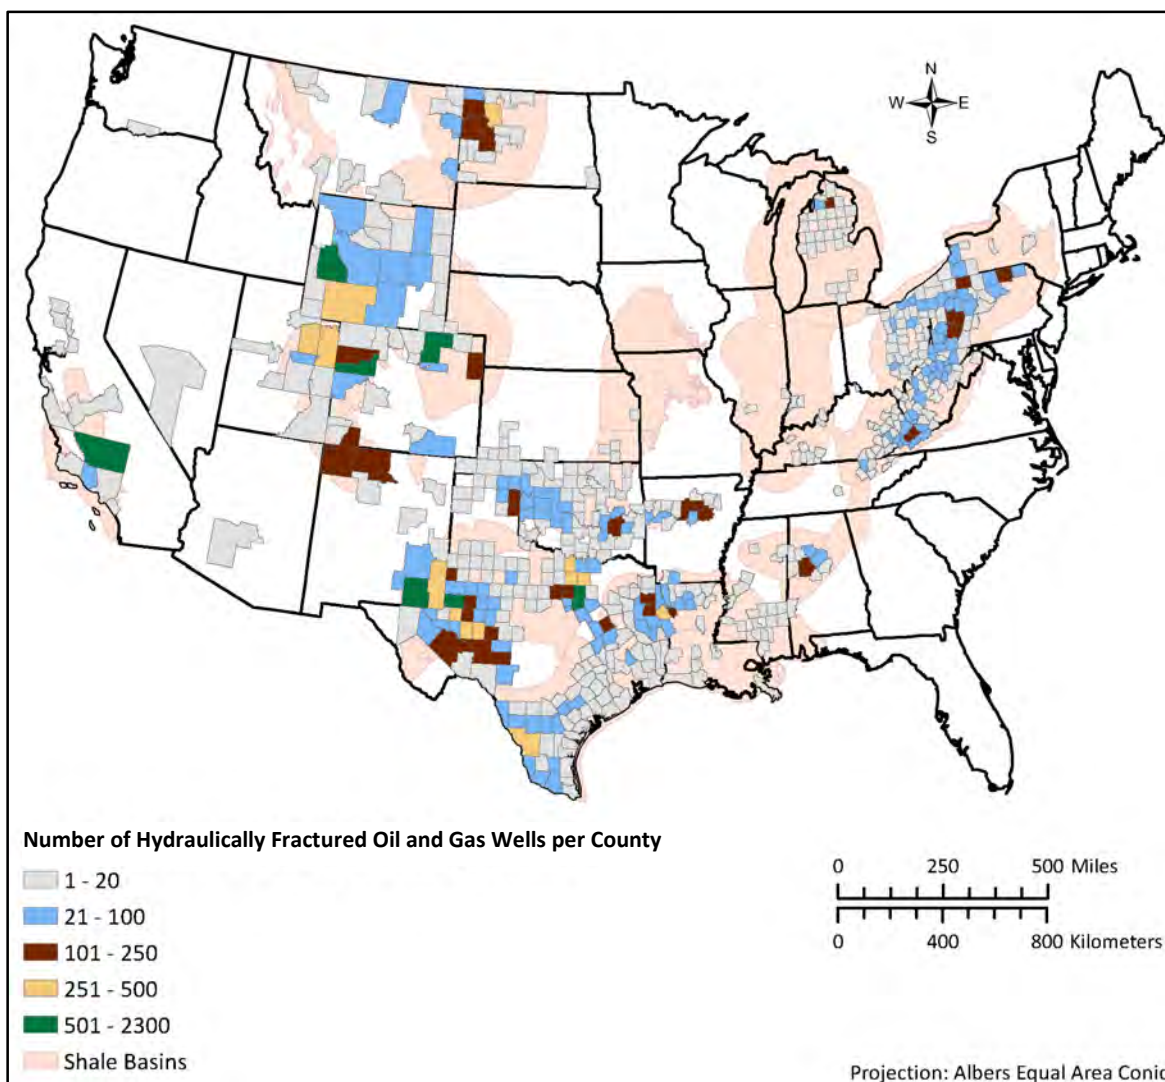 N
W E
S
Number of Hydraulically Fractured Oil and Gas Wells per County
1 - 20
21 - 100
101 - 250
251 - 500
501 - 2300
Shale Basins
0 250 500 Miles
0 400 800 Kilometers
Projection: Albers Equal Area Conic